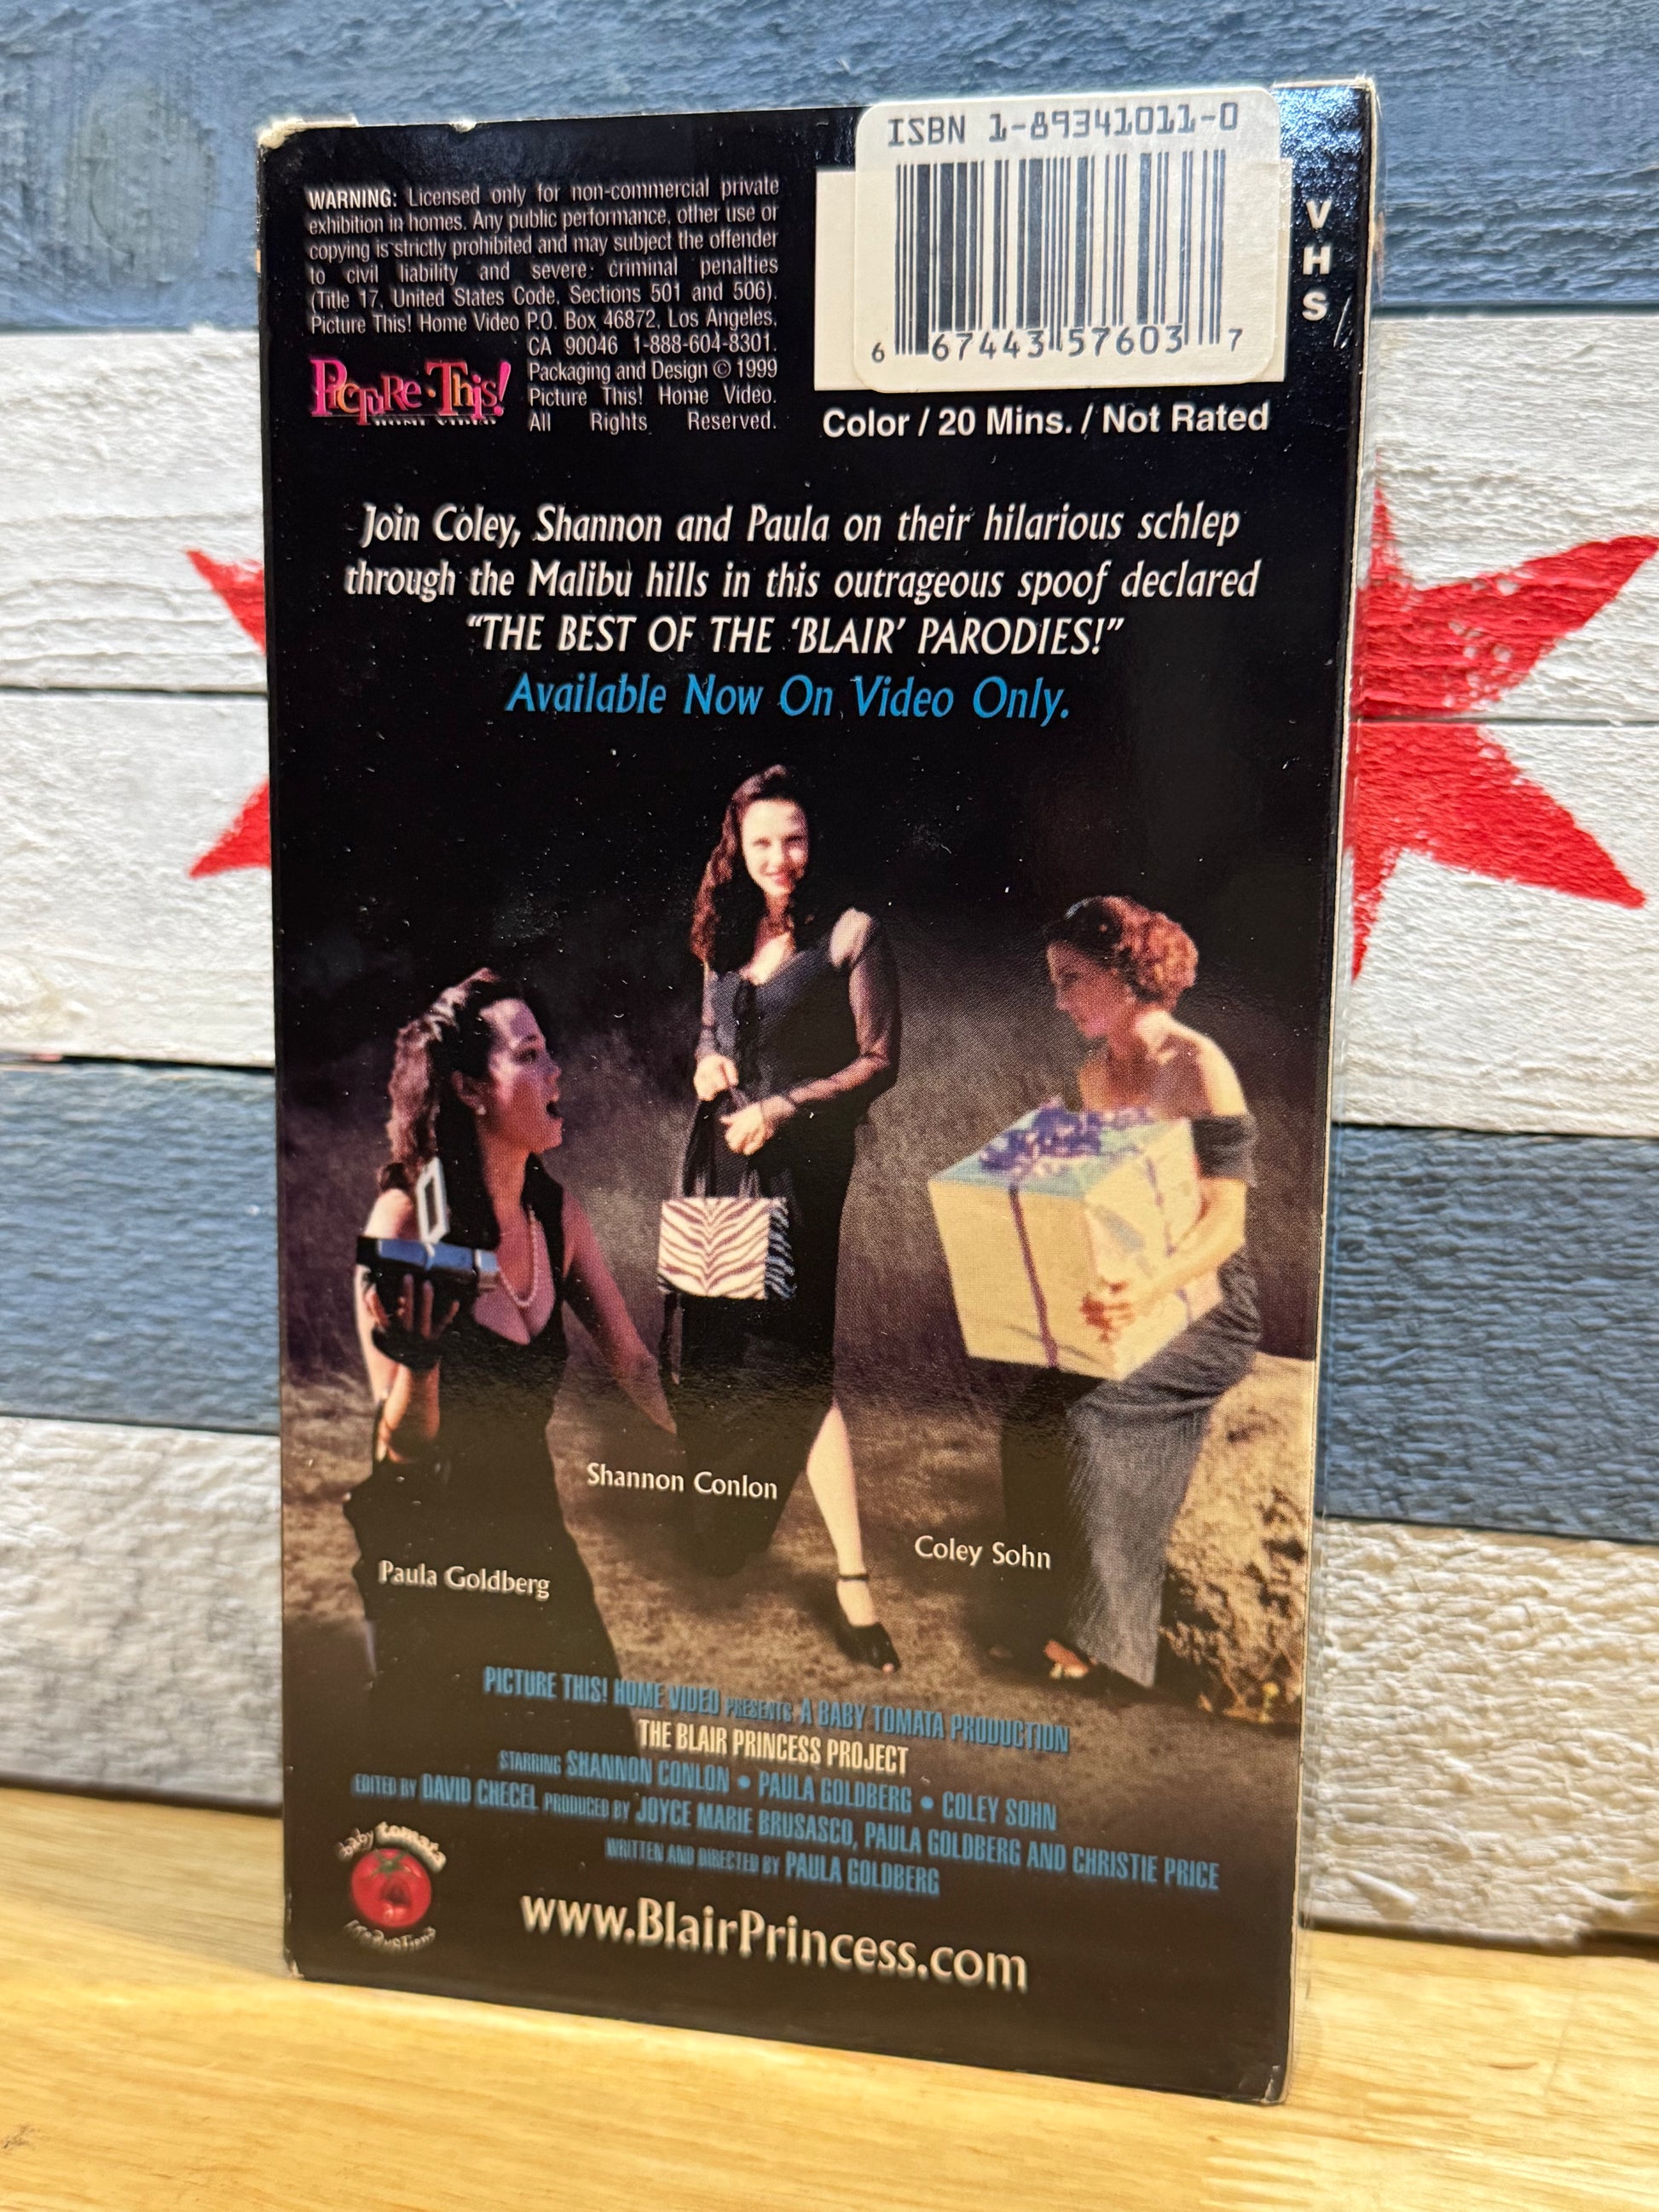 ISBN 1-89341011-0
6 67443 57603 7
V
H
S
WARNING: Licensed only for non-commercial private
exhibition in homes. Any public performance, other use or
copying is strictly prohibited and may subject the offender
to civil liability and severe criminal penalties
(Title 17, United States Code, Sections 501 and 506).
Picture This! Home Video P.O. Box 46872, Los Angeles,
CA 90046 1-888-604-8301.
Packaging and Design © 1999
Picture This! Home Video.
All Rights Reserved.
Picture·This!
HOME VIDEO
Color / 20 Mins. / Not Rated
Join Coley, Shannon and Paula on their hilarious schlep
through the Malibu hills in this outrageous spoof declared
“THE BEST OF THE ‘BLAIR’ PARODIES!”
Available Now On Video Only.
Shannon Conlon
Coley Sohn
Paula Goldberg
PICTURE THIS! HOME VIDEO PRESENTS A BABY TOMATA PRODUCTION
THE BLAIR PRINCESS PROJECT
STARRING SHANNON CONLON • PAULA GOLDBERG • COLEY SOHN
EDITED BY DAVID CHECEL PRODUCED BY JOYCE MARIE BRUSASCO, PAULA GOLDBERG AND CHRISTIE PRICE
WRITTEN AND DIRECTED BY PAULA GOLDBERG
baby tomata
productions
www.BlairPrincess.com